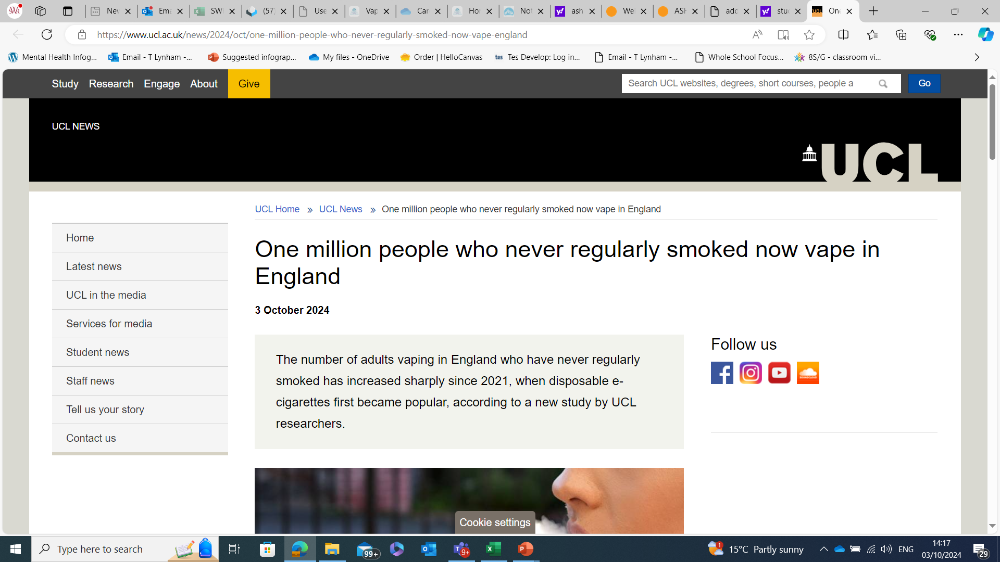 New
Ema
SW
(57)
Use
Vap
Car
Hor
Not
ash
Wel
ASH
add
stud
One
https://www.ucl.ac.uk/news/2024/oct/one-million-people-who-never-regularly-smoked-now-vape-england
Mental Health Infog...
Email - T Lynham -...
Suggested infograp...
My files - OneDrive
Order | HelloCanvas
tes Tes Develop: Log in...
Email - T Lynham -...
Whole School Focus...
8S/G - classroom vi...
Study Research Engage About Give
Search UCL websites, degrees, short courses, people a
Go
UCL NEWS
UCL
UCL Home » UCL News » One million people who never regularly smoked now vape in England
Home
Latest news
UCL in the media
Services for media
Student news
Staff news
Tell us your story
Contact us
One million people who never regularly smoked now vape in
England
3 October 2024
The number of adults vaping in England who have never regularly
smoked has increased sharply since 2021, when disposable e-
cigarettes first became popular, according to a new study by UCL
researchers.
Follow us
SOUNDCLOUD
Cookie settings
Type here to search
99+
9+
1
15°C Partly sunny
ENG
14:17
03/10/2024
29